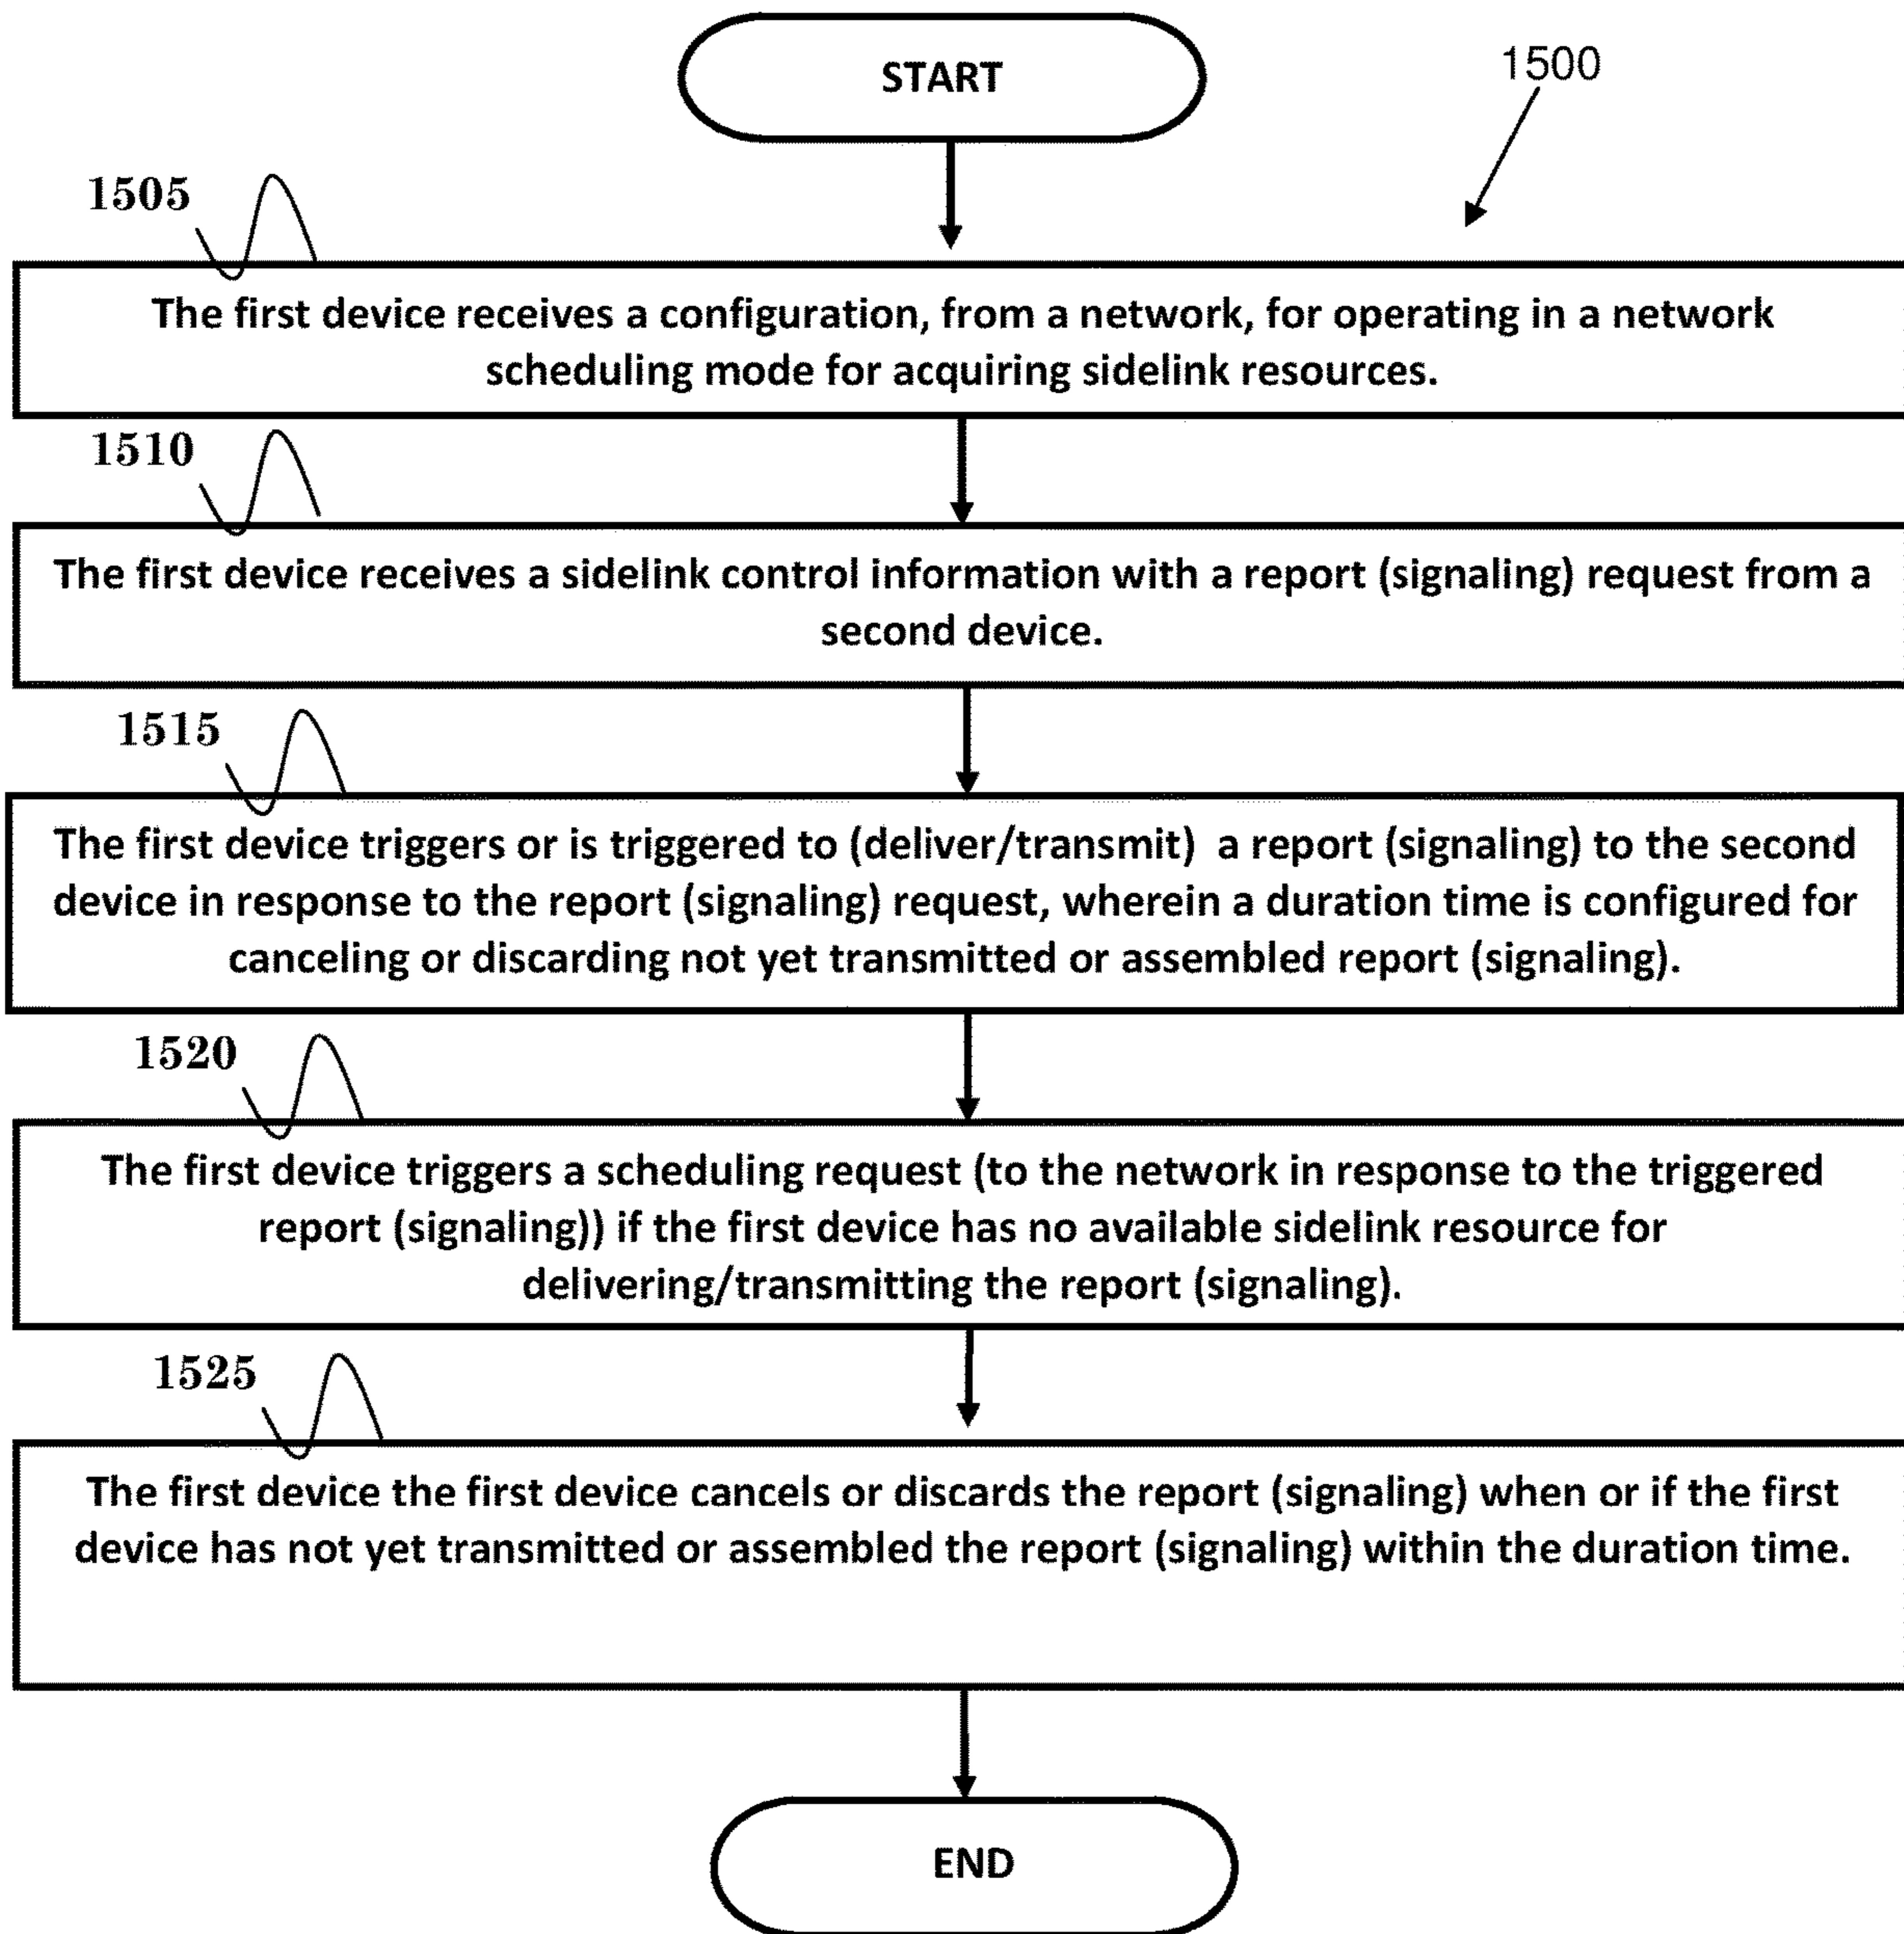 START
1500
1505
The first device receives a configuration, from a network, for operating in a network
scheduling mode for acquiring sidelink resources.
1510
The first device receives a sidelink control information with a report (signaling) request from a
second device.
1515
The first device triggers or is triggered to (deliver/transmit) a report (signaling) to the second
device in response to the report (signaling) request, wherein a duration time is configured for
canceling or discarding not yet transmitted or assembled report (signaling).
1520
The first device triggers a scheduling request (to the network in response to the triggered
report (signaling)) if the first device has no available sidelink resource for
delivering/transmitting the report (signaling).
1525
The first device the first device cancels or discards the report (signaling) when or if the first
device has not yet transmitted or assembled the report (signaling) within the duration time.
END